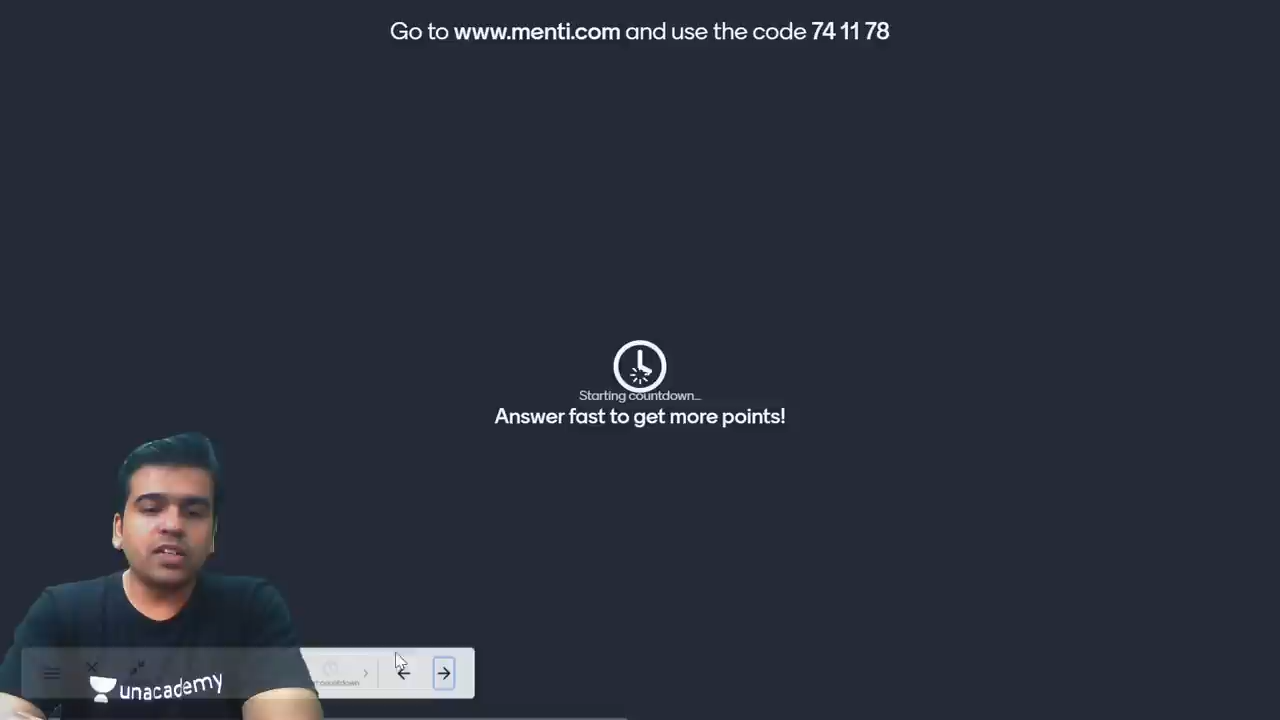 Go to www.menti.com and use the code 74 11 78
Starting countdown...
Answer fast to get more points!
countdown
unacademy